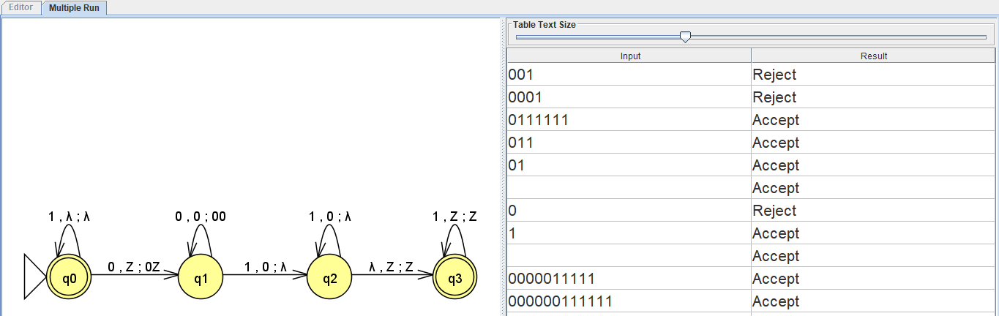 Editor Multiple Run
Table Text Size
Input Result
001 Reject
0001 Reject
0111111 Accept
011 Accept
01 Accept
Accept
0 Reject
1 Accept
Accept
0000011111 Accept
000000111111 Accept
1 , λ ; λ 0 , 0 ; 00 1 , 0 ; λ 1 , Z ; Z
0 , Z ; 0Z 1 , 0 ; λ λ , Z ; Z
q0 q1 q2 q3